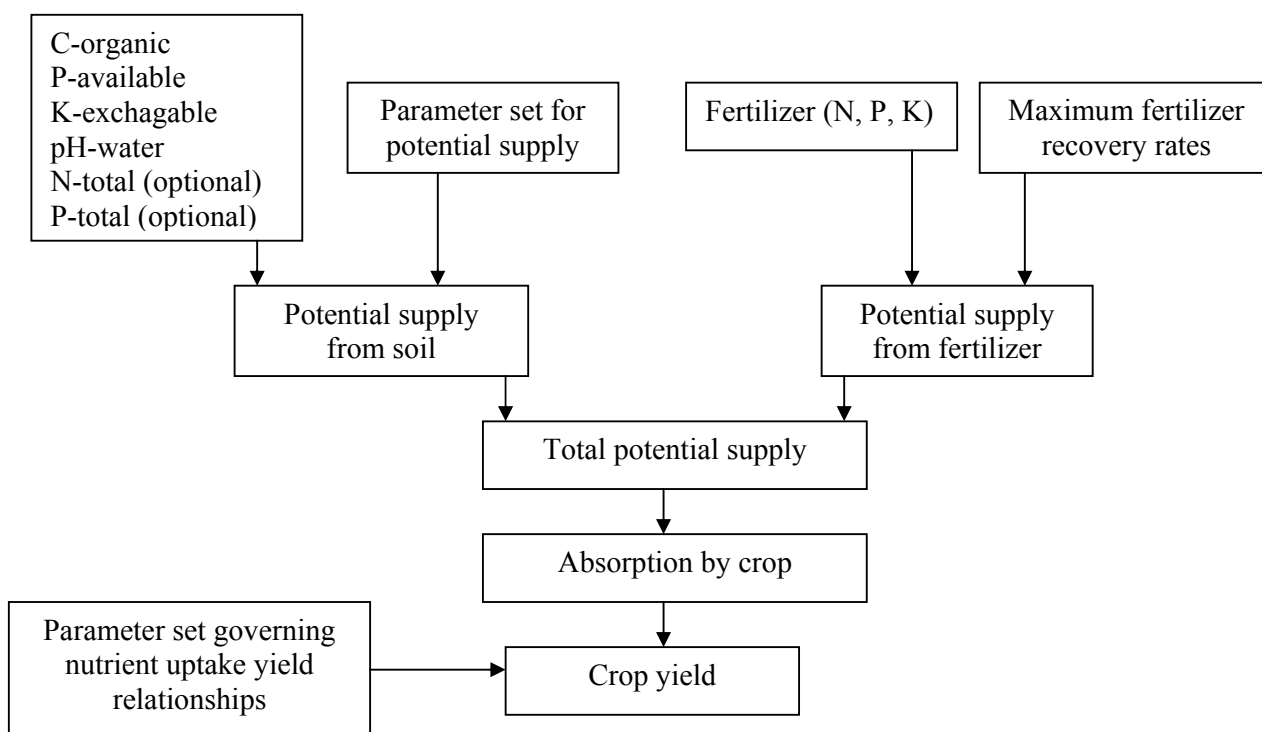 C-organic
P-available
K-exchagable
pH-water
N-total (optional)
P-total (optional)
Parameter set for
potential supply
Fertilizer (N, P, K)
Maximum fertilizer
recovery rates
Potential supply
from soil
Potential supply
from fertilizer
Total potential supply
Absorption by crop
Parameter set governing
nutrient uptake yield
relationships
Crop yield